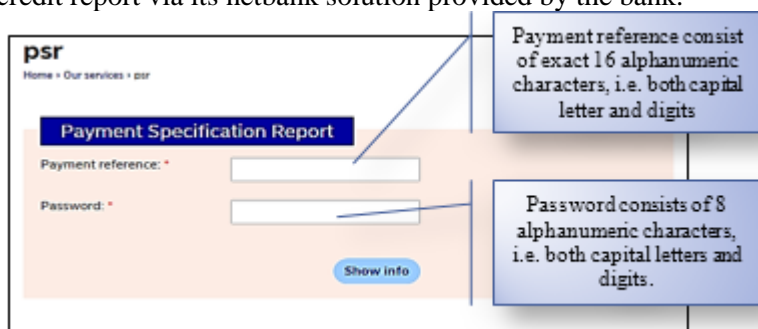 credit report via its netbank solution provided by the bank.
psr
Home › Our services › psr
Payment Specification Report
Payment reference: *
Password: *
Show info
Payment reference consist
of exact 16 alphanumeric
characters, i.e. both capital
letter and digits
Password consists of 8
alphanumeric characters,
i.e. both capital letters and
digits.